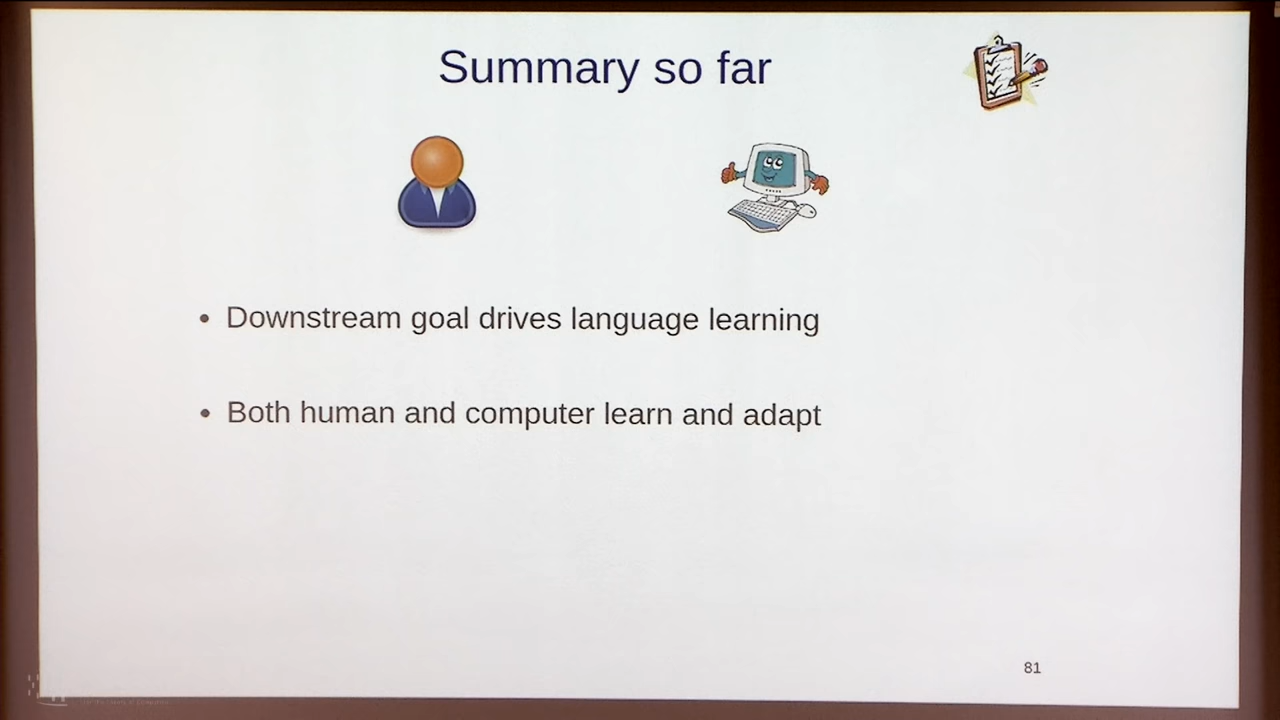 Summary so far
• Downstream goal drives language learning
• Both human and computer learn and adapt
81